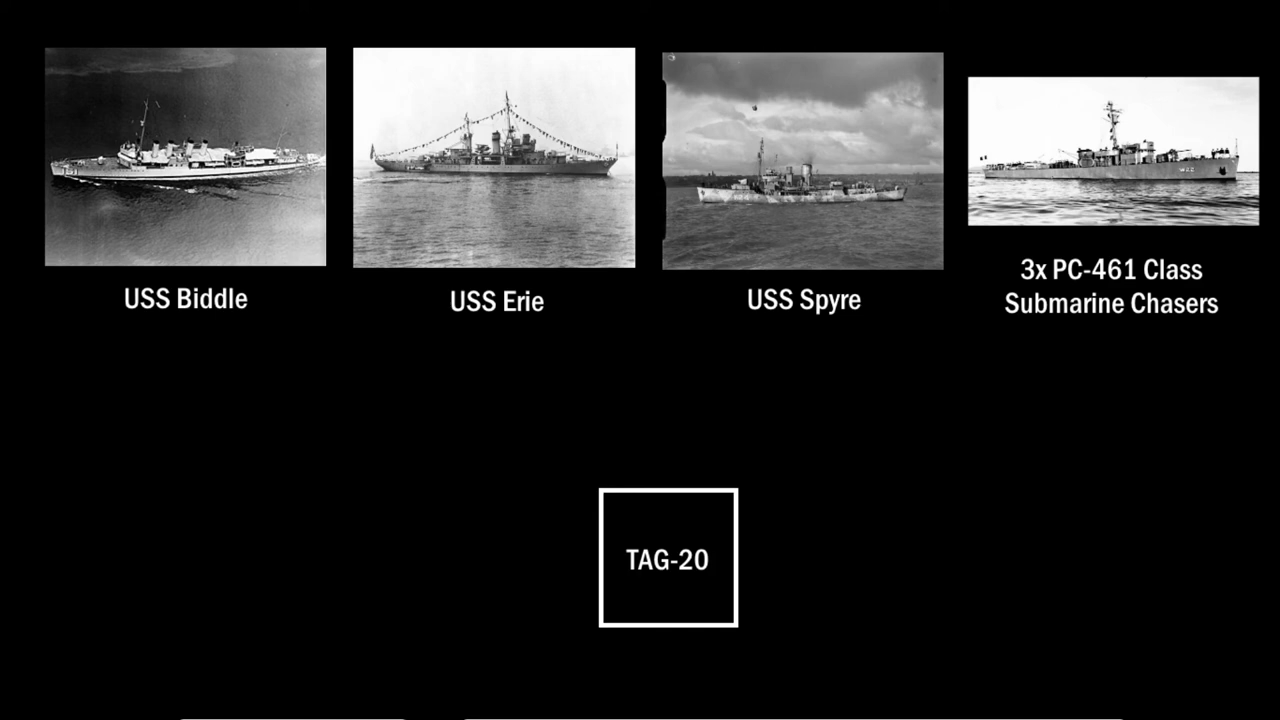 USS Biddle
USS Erie
USS Spyre
3x PC-461 Class
Submarine Chasers
TAG-20